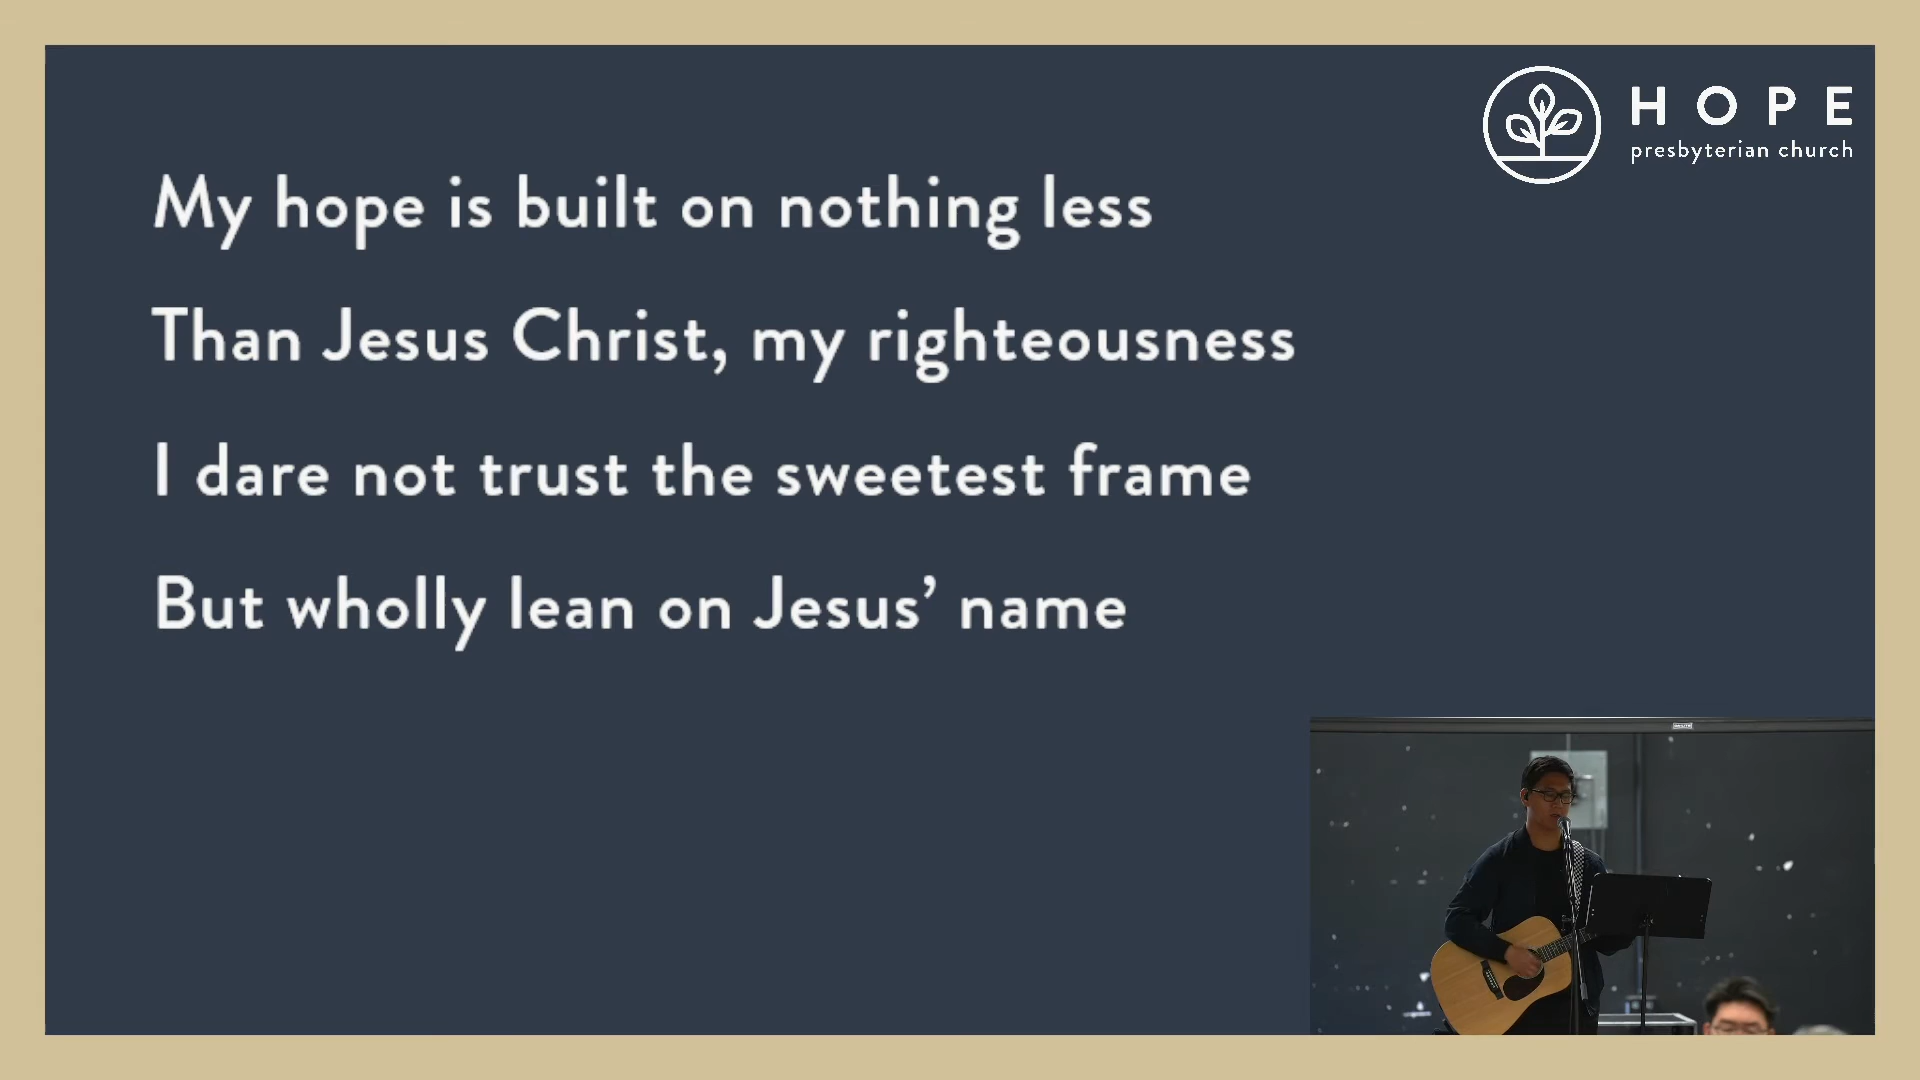 HOPE
presbyterian church
My hope is built on nothing less
Than Jesus Christ, my righteousness
I dare not trust the sweetest frame
But wholly lean on Jesus’ name